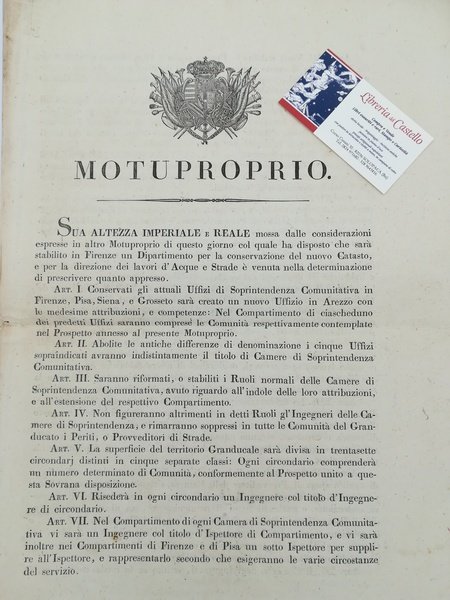 MOTUPROPRIO.
Libreria del Castello
SUA ALTEZZA IMPERIALE E REALE mossa dalle considerazioni
espresse in altro Motuproprio di questo giorno col quale ha disposto che sarà
stabilito in Firenze un Dipartimento per la conservazione del nuovo Catasto,
e per la direzione dei lavori d'Acque e Strade è venuta nella determinazione
di prescrivere quanto appresso.
ART. I Conservati gli attuali Uffizi di Soprintendenza Comunitativa in
Firenze, Pisa, Siena, e Grosseto sarà creato un nuovo Uffizio in Arezzo con
le medesime attribuzioni, e competenze: Nel Compartimento di ciascheduno
dei predetti Uffizi saranno comprese le Comunità respettivamente contemplate
nel Prospetto annesso al presente Motuproprio.
ART. II. Abolite le antiche differenze di denominazione i cinque Uffizi
sopraindicati avranno indistintamente il titolo di Camere di Soprintendenza
Comunitativa.
ART. III. Saranno riformati, o stabiliti i Ruoli normali delle Camere di
Soprintendenza Comunitativa, avuto riguardo all'indole delle loro attribuzioni,
e all'estensione del respettivo Compartimento.
ART. IV. Non figureranno altrimenti in detti Ruoli gl'Ingegneri delle Ca-
mere di Soprintendenza, e rimarranno soppressi in tutte le Comunità del Gran-
ducato i Periti, o Provveditori di Strade.
ART. V. La superficie del territorio Granducale sarà divisa in trentasette
circondarj distinti in cinque separate classi: Ogni circondario comprenderà
un numero determinato di Comunità, conformemente al Prospetto unito a que-
sta Sovrana disposizione.
ART. VI. Risederà in ogni circondario un Ingegnere col titolo d'Ingegne-
re di circondario.
ART. VII. Nel Compartimento di ogni Camera di Soprintendenza Comunita-
tiva vi sarà un Ingegnere col titolo d'Ispettore di Compartimento, e vi sarà
inoltre nei Compartimenti di Firenze e di Pisa un sotto Ispettore per supplire
all'Ispettore, e rappresentarlo secondo che esigeranno le varie circostanze
del servizio.